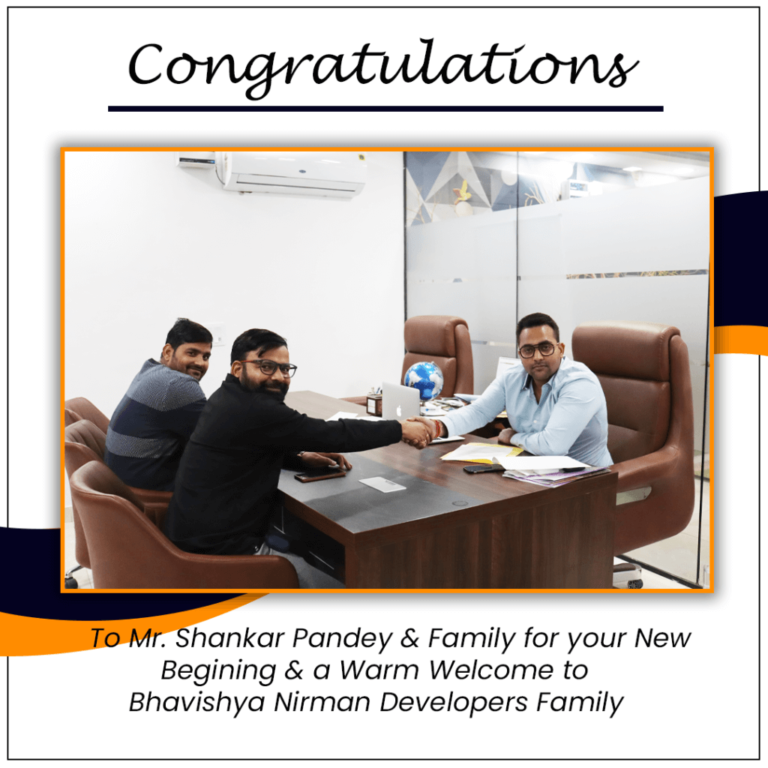 Congratulations
To Mr. Shankar Pandey & Family for your New
Begining & a Warm Welcome to
Bhavishya Nirman Developers Family